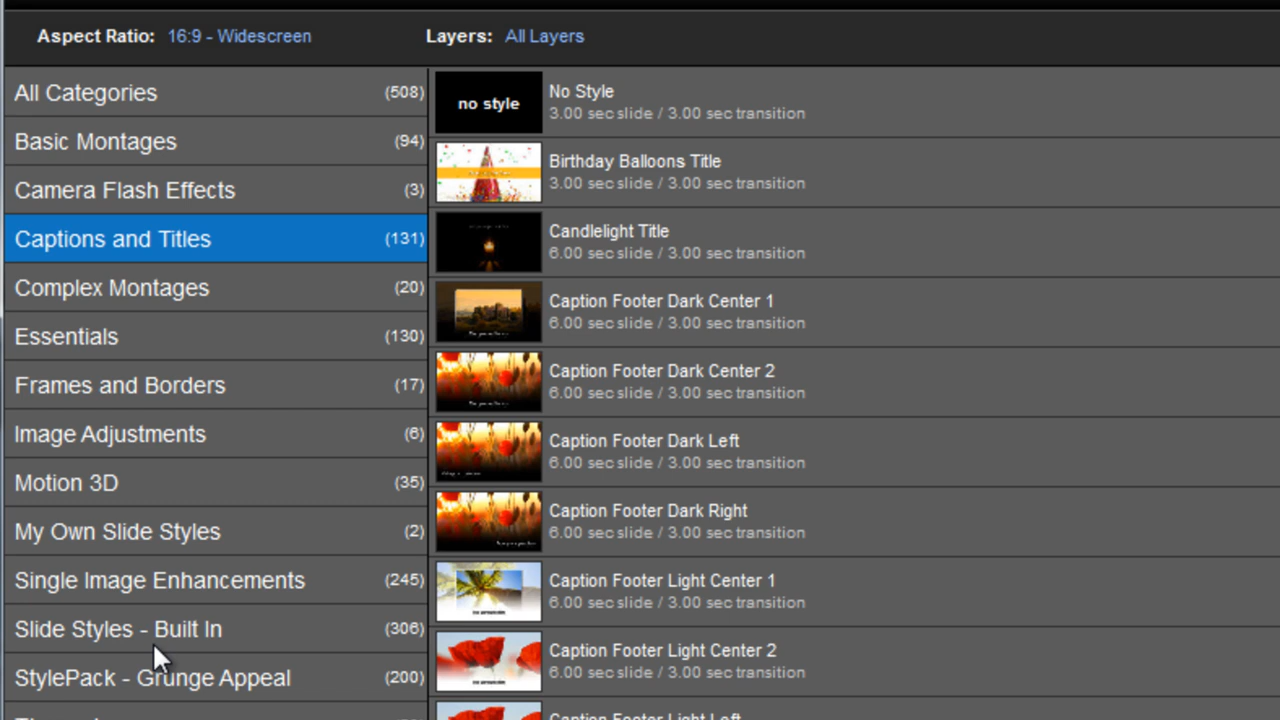 Aspect Ratio: 16:9 - Widescreen Layers: All Layers
All Categories (508)
Basic Montages (94)
Camera Flash Effects (3)
Captions and Titles (131)
Complex Montages (20)
Essentials (130)
Frames and Borders (17)
Image Adjustments (6)
Motion 3D (35)
My Own Slide Styles (2)
Single Image Enhancements (245)
Slide Styles - Built In (306)
StylePack - Grunge Appeal (200)
no style
No Style
3.00 sec slide / 3.00 sec transition
Birthday Balloons Title
3.00 sec slide / 3.00 sec transition
Candlelight Title
6.00 sec slide / 3.00 sec transition
Caption Footer Dark Center 1
6.00 sec slide / 3.00 sec transition
Caption Footer Dark Center 2
6.00 sec slide / 3.00 sec transition
Caption Footer Dark Left
6.00 sec slide / 3.00 sec transition
Caption Footer Dark Right
6.00 sec slide / 3.00 sec transition
Caption Footer Light Center 1
6.00 sec slide / 3.00 sec transition
Caption Footer Light Center 2
6.00 sec slide / 3.00 sec transition
Caption Footer Light Left